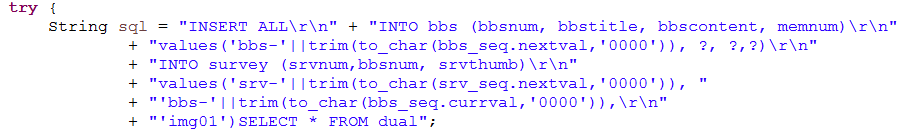 try {
String sql = "INSERT ALL\r\n" + "INTO bbs (bbsnum, bbstitle, bbscontent, memnum)\r\n"
+ "values('bbs-'||trim(to_char(bbs_seq.nextval,'0000')), ?, ?,?)\r\n"
+ "INTO survey (srvnum,bbsnum, srvthumb)\r\n"
+ "values('srv-'||trim(to_char(srv_seq.nextval,'0000')), "
+ "'bbs-'||trim(to_char(bbs_seq.currval,'0000')),\r\n"
+ "'img01')SELECT * FROM dual";